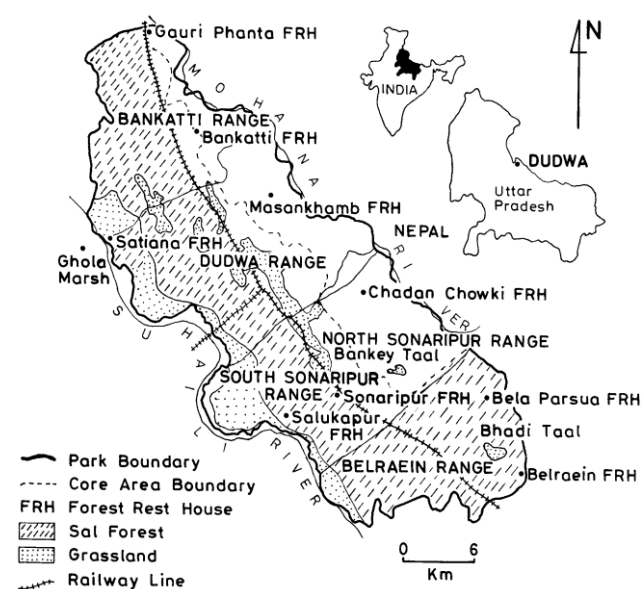 Gauri Phanta FRH
MOHANA RIVER
N
INDIA
BANKATTI RANGE
Bankatti FRH
DUDWA
Uttar
Pradesh
Masankhamb FRH
NEPAL
Satiana FRH
Ghola
Marsh
DUDWA RANGE
Chadan Chowki FRH
SUHAILI RIVER
NORTH SONARIPUR RANGE
Bankey Taal
SOUTH SONARIPUR
RANGE
Sonaripur FRH
Bela Parsua FRH
Salukapur
FRH
Bhadi Taal
BELRAEIN RANGE
Belraein FRH
Park Boundary
Core Area Boundary
FRH Forest Rest House
Sal Forest
Grassland
Railway Line
0 6
Km